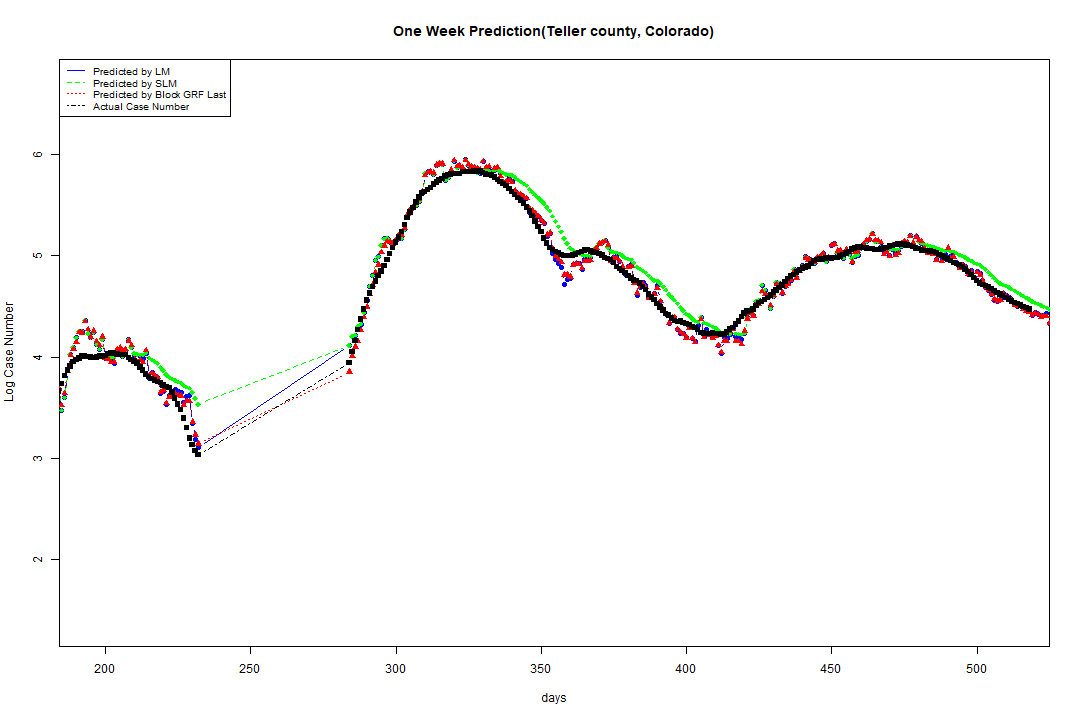 One Week Prediction(Teller county, Colorado)
Predicted by LM
Predicted by SLM
Predicted by Block GRF Last
Actual Case Number
Log Case Number
6
5
4
3
2
200 250 300 350 400 450 500
days